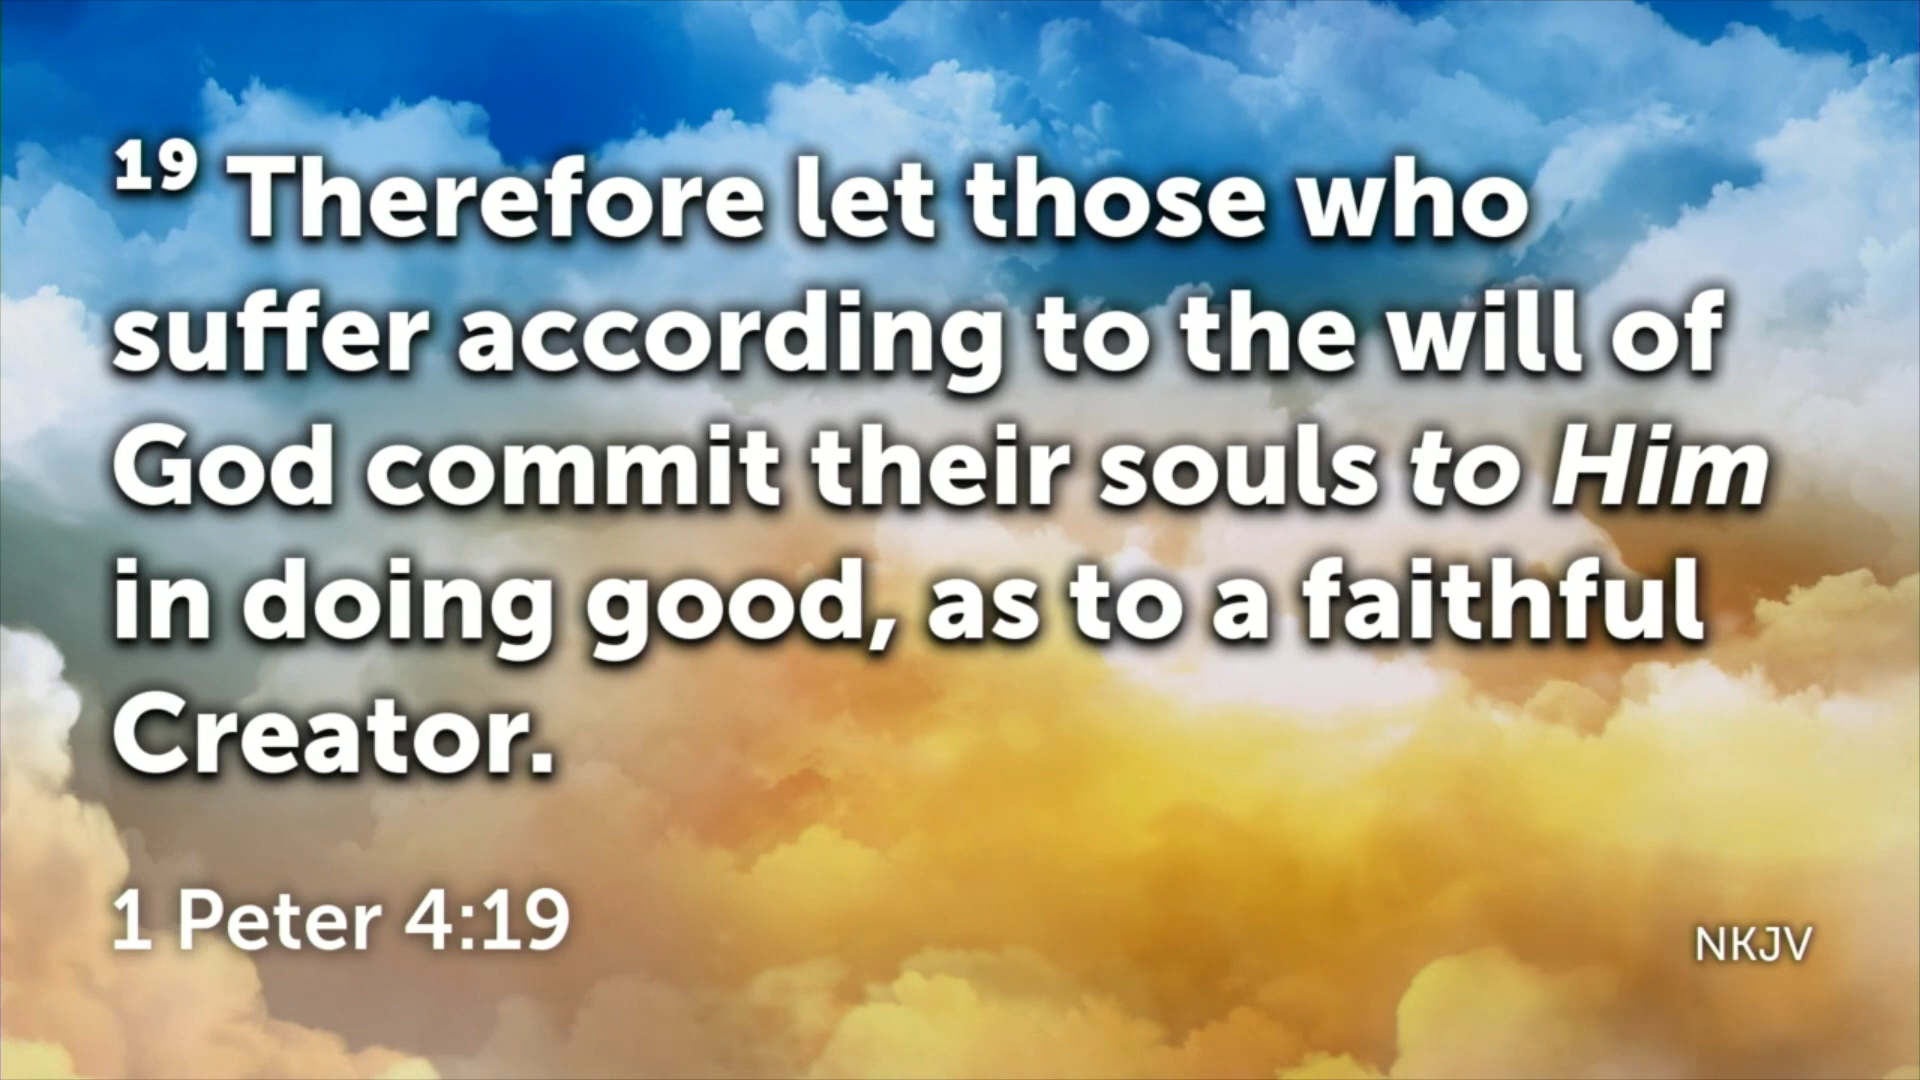 19 Therefore let those who
suffer according to the will of
God commit their souls to Him
in doing good, as to a faithful
Creator.
1 Peter 4:19
NKJV